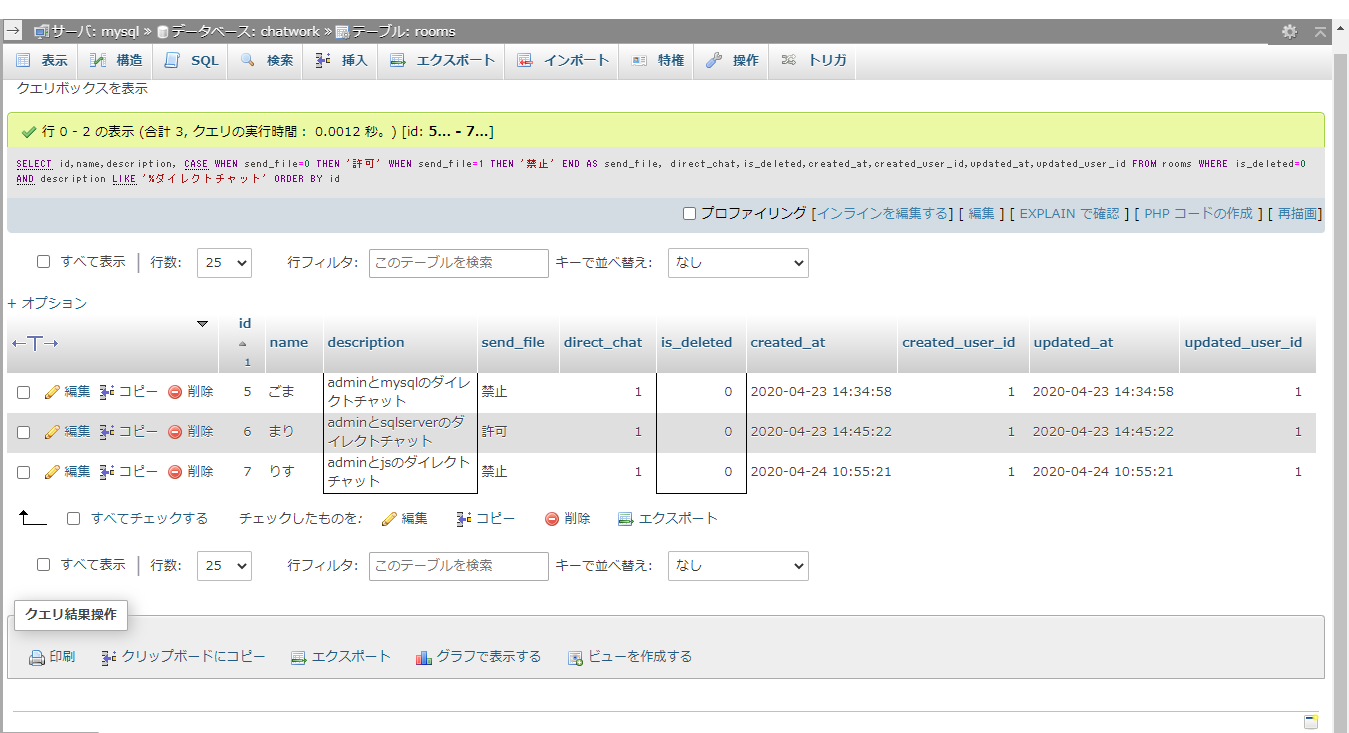 サーバ: mysql » データベース: chatwork » テーブル: rooms
表示 構造 SQL 検索 挿入 エクスポート インポート 特権 操作 トリガ
クエリボックスを表示
行 0 - 2 の表示 (合計 3, クエリの実行時間： 0.0012 秒。) [id: 5... - 7...]
SELECT id,name,description, CASE WHEN send_file=0 THEN '許可' WHEN send_file=1 THEN '禁止' END AS send_file, direct_chat,is_deleted,created_at,created_user_id,updated_at,updated_user_id FROM rooms WHERE is_deleted=0
AND description LIKE '%ダイレクトチャット' ORDER BY id
プロファイリング [インラインを編集する] [ 編集 ] [ EXPLAIN で確認 ] [ PHP コードの作成 ] [ 再描画]
すべて表示 | 行数: 25 行フィルタ: このテーブルを検索 キーで並べ替え: なし
+ オプション
←T→ id 1 name description send_file direct_chat is_deleted created_at created_user_id updated_at updated_user_id
編集 コピー 削除 5 ごま adminとmysqlのダイレ
クトチャット 禁止 1 0 2020-04-23 14:34:58 1 2020-04-23 14:34:58 1
編集 コピー 削除 6 まり adminとsqlserverのダ
イレクトチャット 許可 1 0 2020-04-23 14:45:22 1 2020-04-23 14:45:22 1
編集 コピー 削除 7 りす adminとjsのダイレクト
チャット 禁止 1 0 2020-04-24 10:55:21 1 2020-04-24 10:55:21 1
すべてチェックする チェックしたものを: 編集 コピー 削除 エクスポート
すべて表示 | 行数: 25 行フィルタ: このテーブルを検索 キーで並べ替え: なし
クエリ結果操作
印刷 クリップボードにコピー エクスポート グラフで表示する ビューを作成する